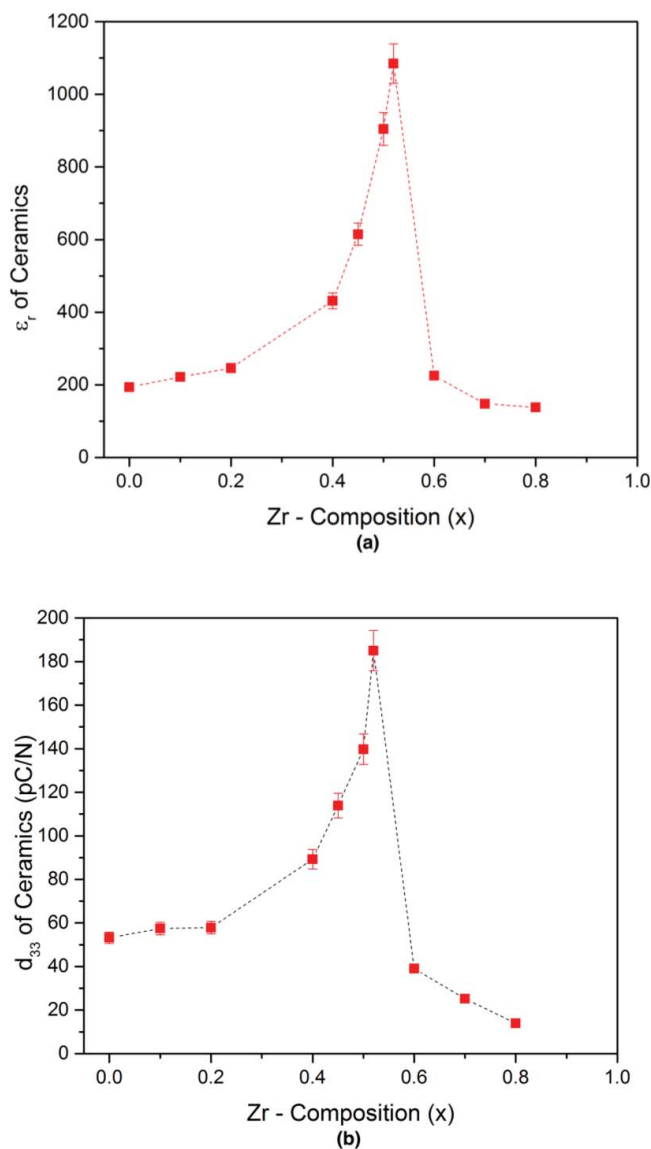 1200
1000
800
600
400
200
0
ε_r of Ceramics
0.0 0.2 0.4 0.6 0.8 1.0
Zr - Composition (x)
(a)
200
180
160
140
120
100
80
60
40
20
0
d_33 of Ceramics (pC/N)
0.0 0.2 0.4 0.6 0.8 1.0
Zr - Composition (x)
(b)